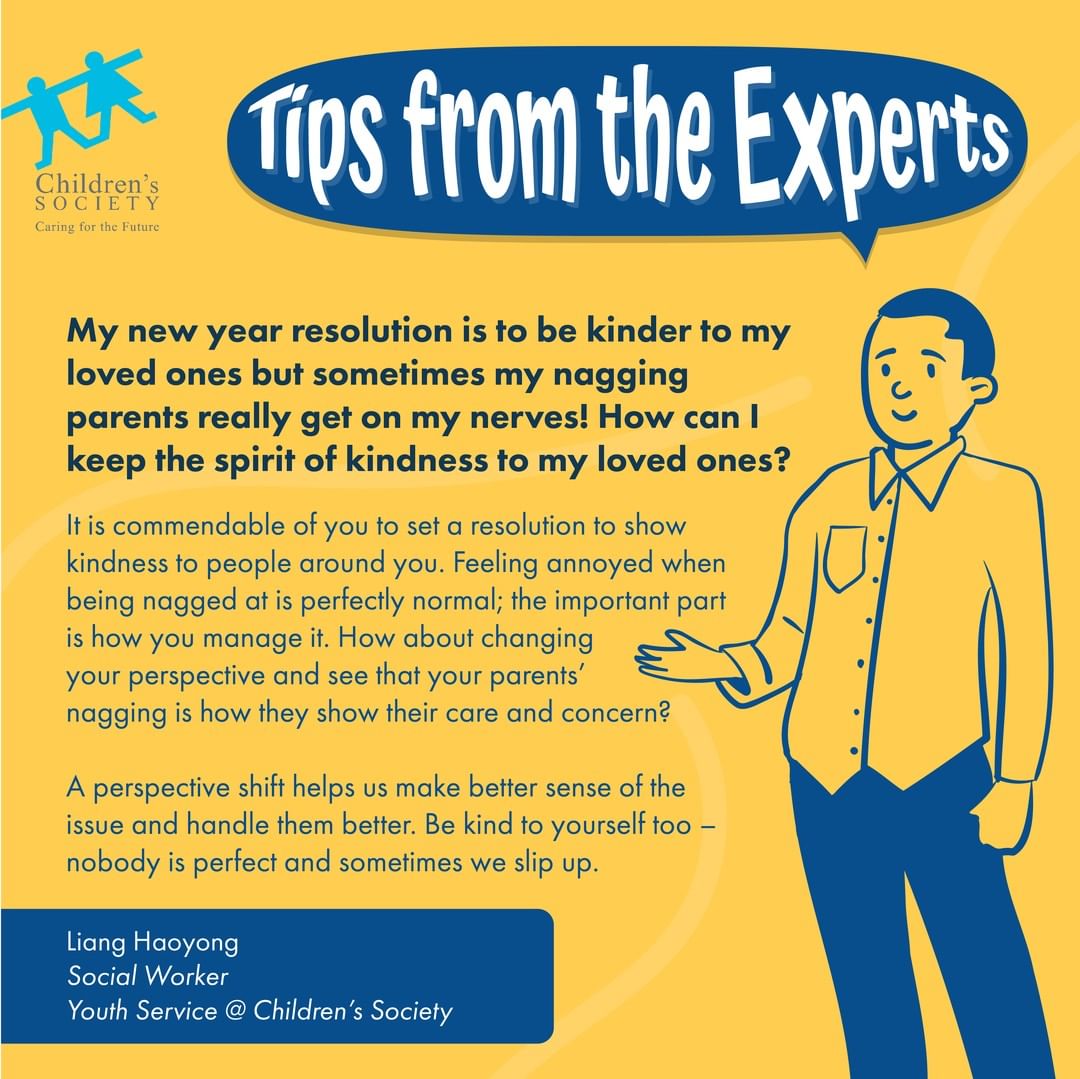 Children's
SOCIETY
Caring for the Future
Tips from the Experts
My new year resolution is to be kinder to my
loved ones but sometimes my nagging
parents really get on my nerves! How can I
keep the spirit of kindness to my loved ones?
It is commendable of you to set a resolution to show
kindness to people around you. Feeling annoyed when
being nagged at is perfectly normal; the important part
is how you manage it. How about changing
your perspective and see that your parents'
nagging is how they show their care and concern?
A perspective shift helps us make better sense of the
issue and handle them better. Be kind to yourself too –
nobody is perfect and sometimes we slip up.
Liang Haoyong
Social Worker
Youth Service @ Children's Society